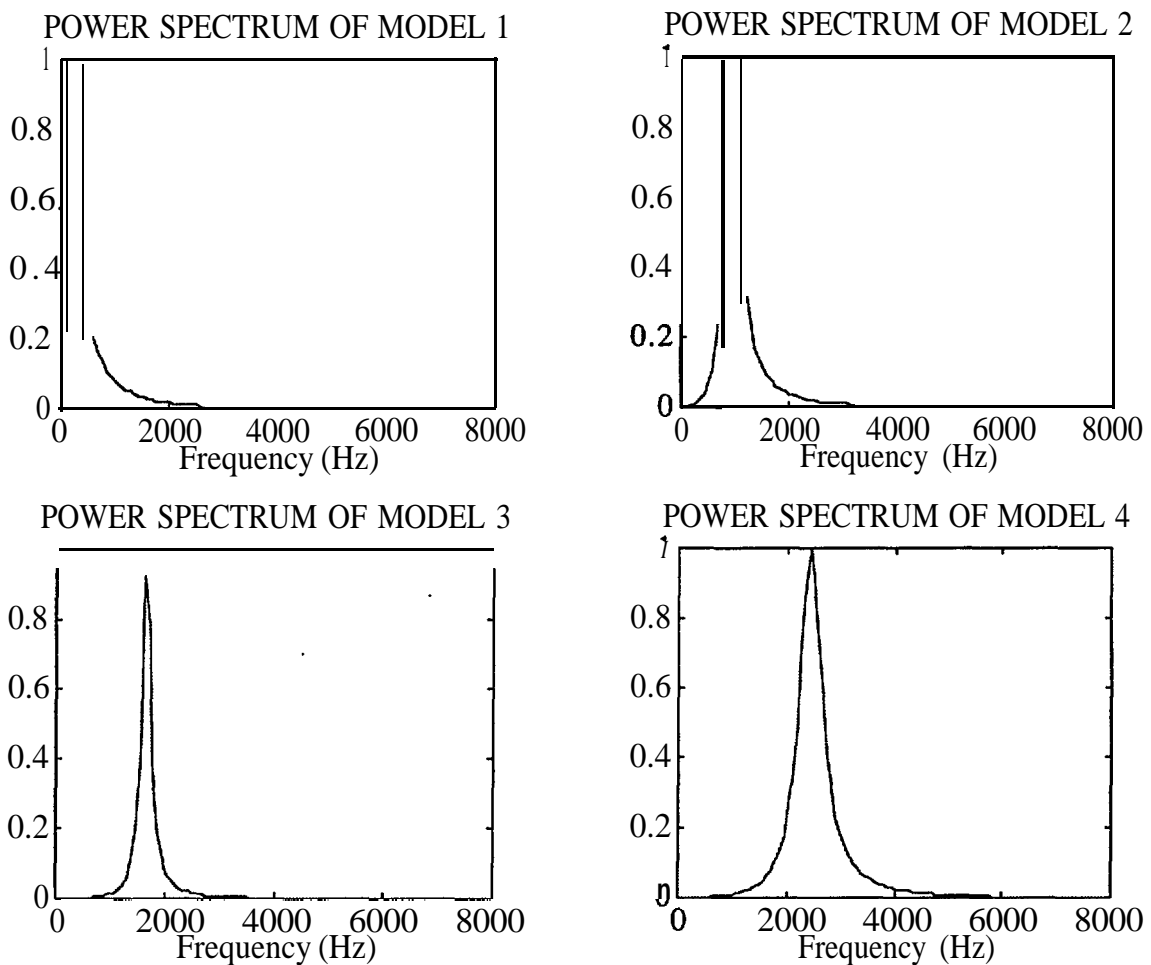 POWER SPECTRUM OF MODEL 1
1
0.8
0.6
0.4
0.2
0
0 2000 4000 6000 8000
Frequency (Hz)
POWER SPECTRUM OF MODEL 2
1
0.8
0.6
0.4
0.2
0
0 2000 4000 6000 8000
Frequency (Hz)
POWER SPECTRUM OF MODEL 3
0.8
0.6
0.4
0.2
0
0 2000 4000 6000 8000
Frequency (Hz)
POWER SPECTRUM OF MODEL 4
1
0.8
0.6
0.4
0.2
0
0 2000 4000 6000 8000
Frequency (Hz)